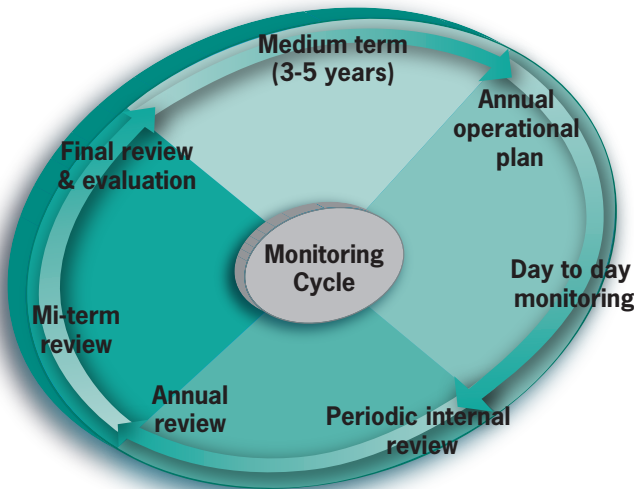 Medium term
(3-5 years)
Annual
operational
plan
Day to day
monitoring
Periodic internal
review
Annual
review
Mi-term
review
Final review
& evaluation
Monitoring
Cycle